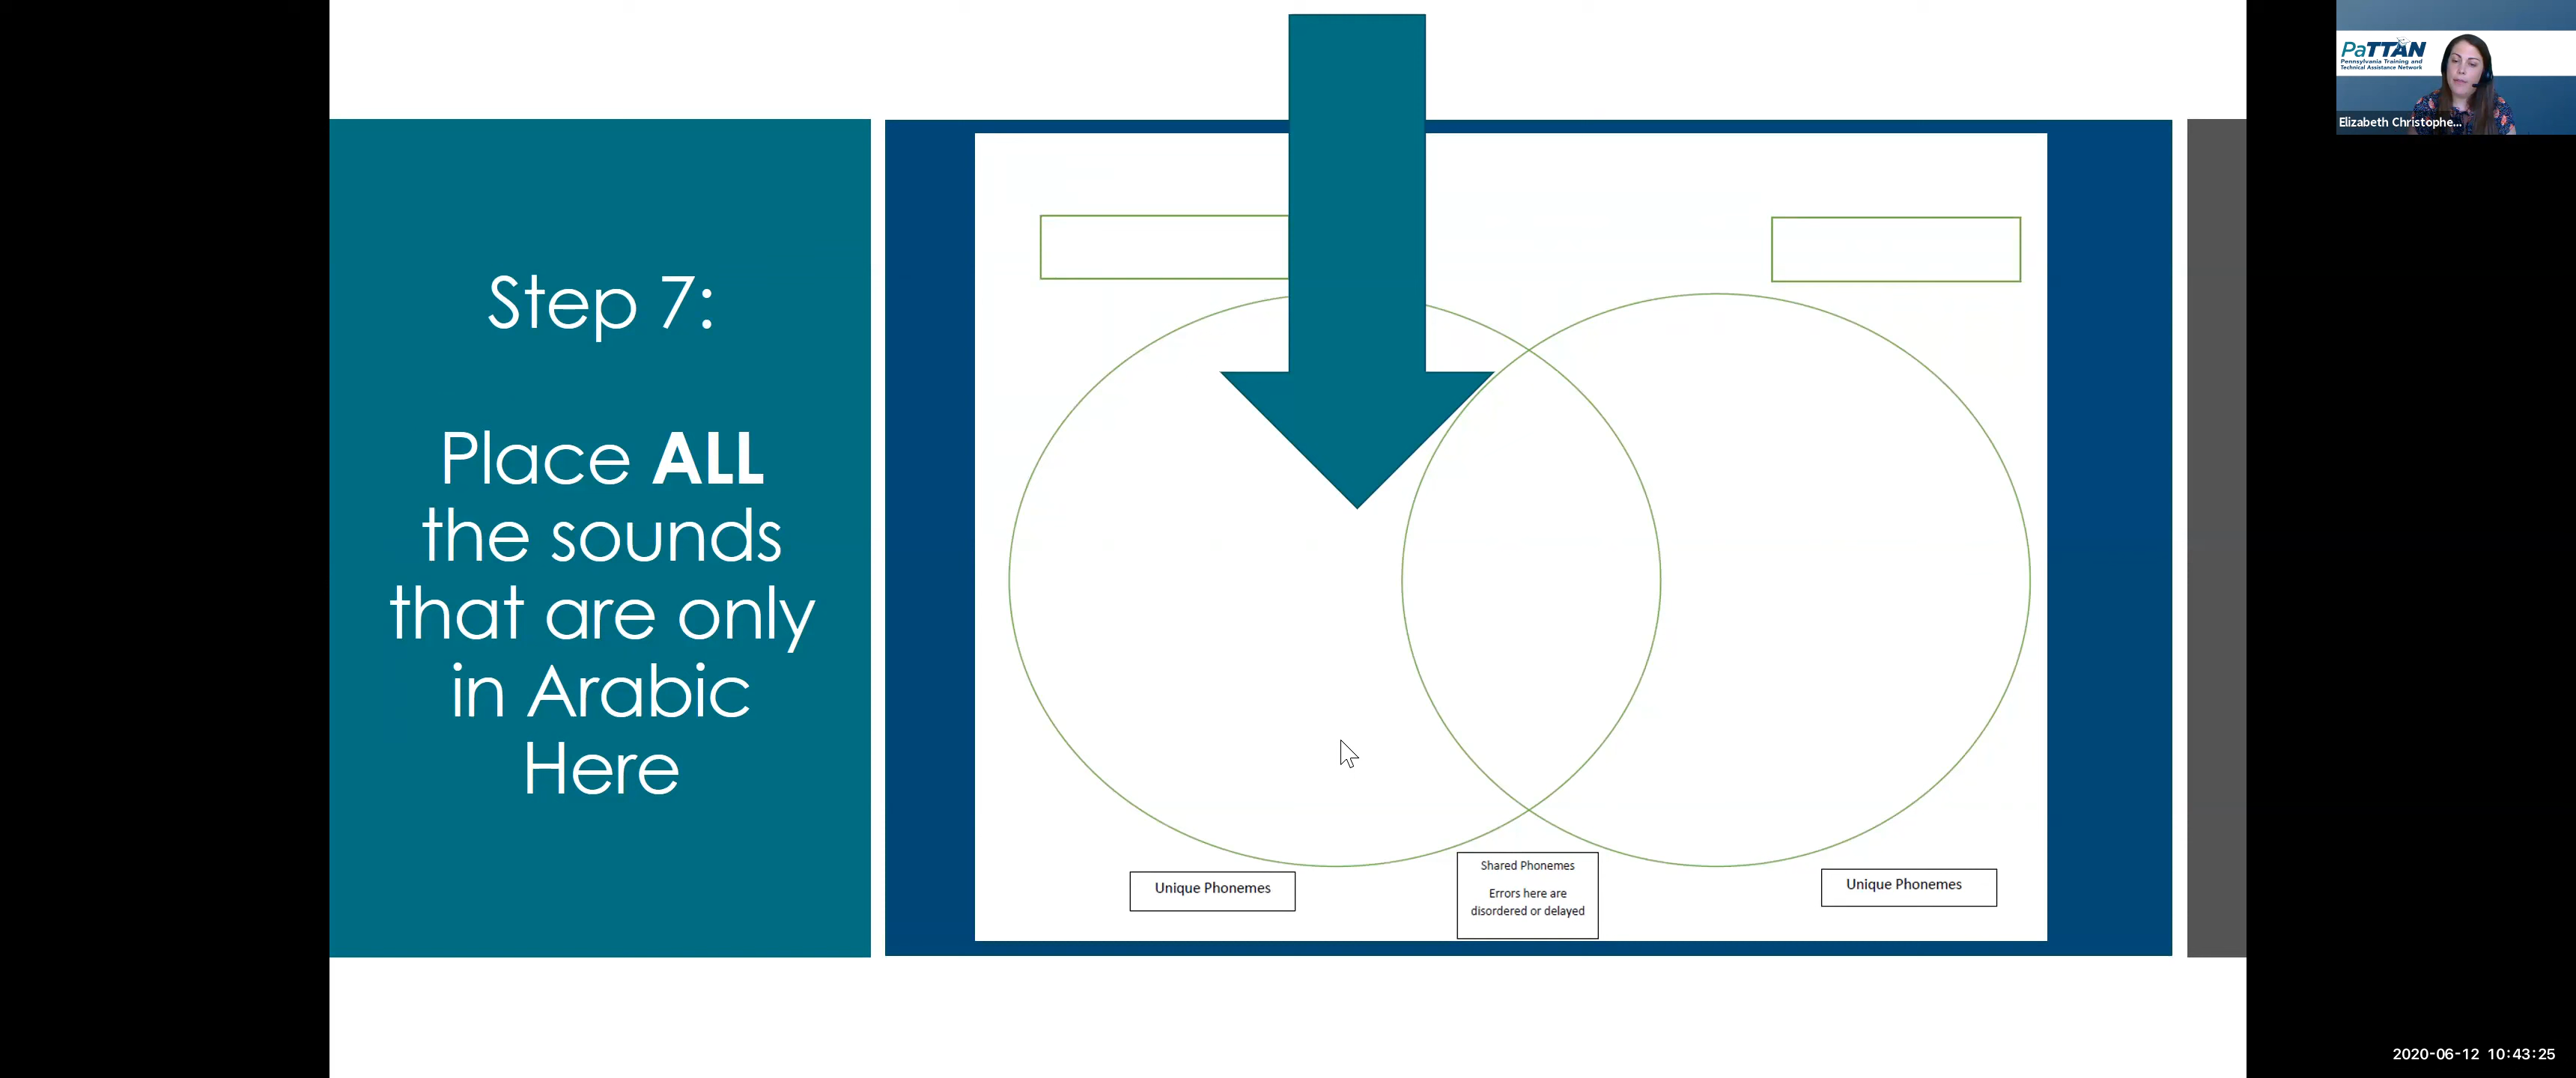 Step 7:
Place ALL
the sounds
that are only
in Arabic
Here
Unique Phonemes
Shared Phonemes
Errors here are
disordered or delayed
Unique Phonemes
PaTTAN
Pennsylvania Training and
Technical Assistance Network
Elizabeth Christophe...
2020-06-12 10:43:25